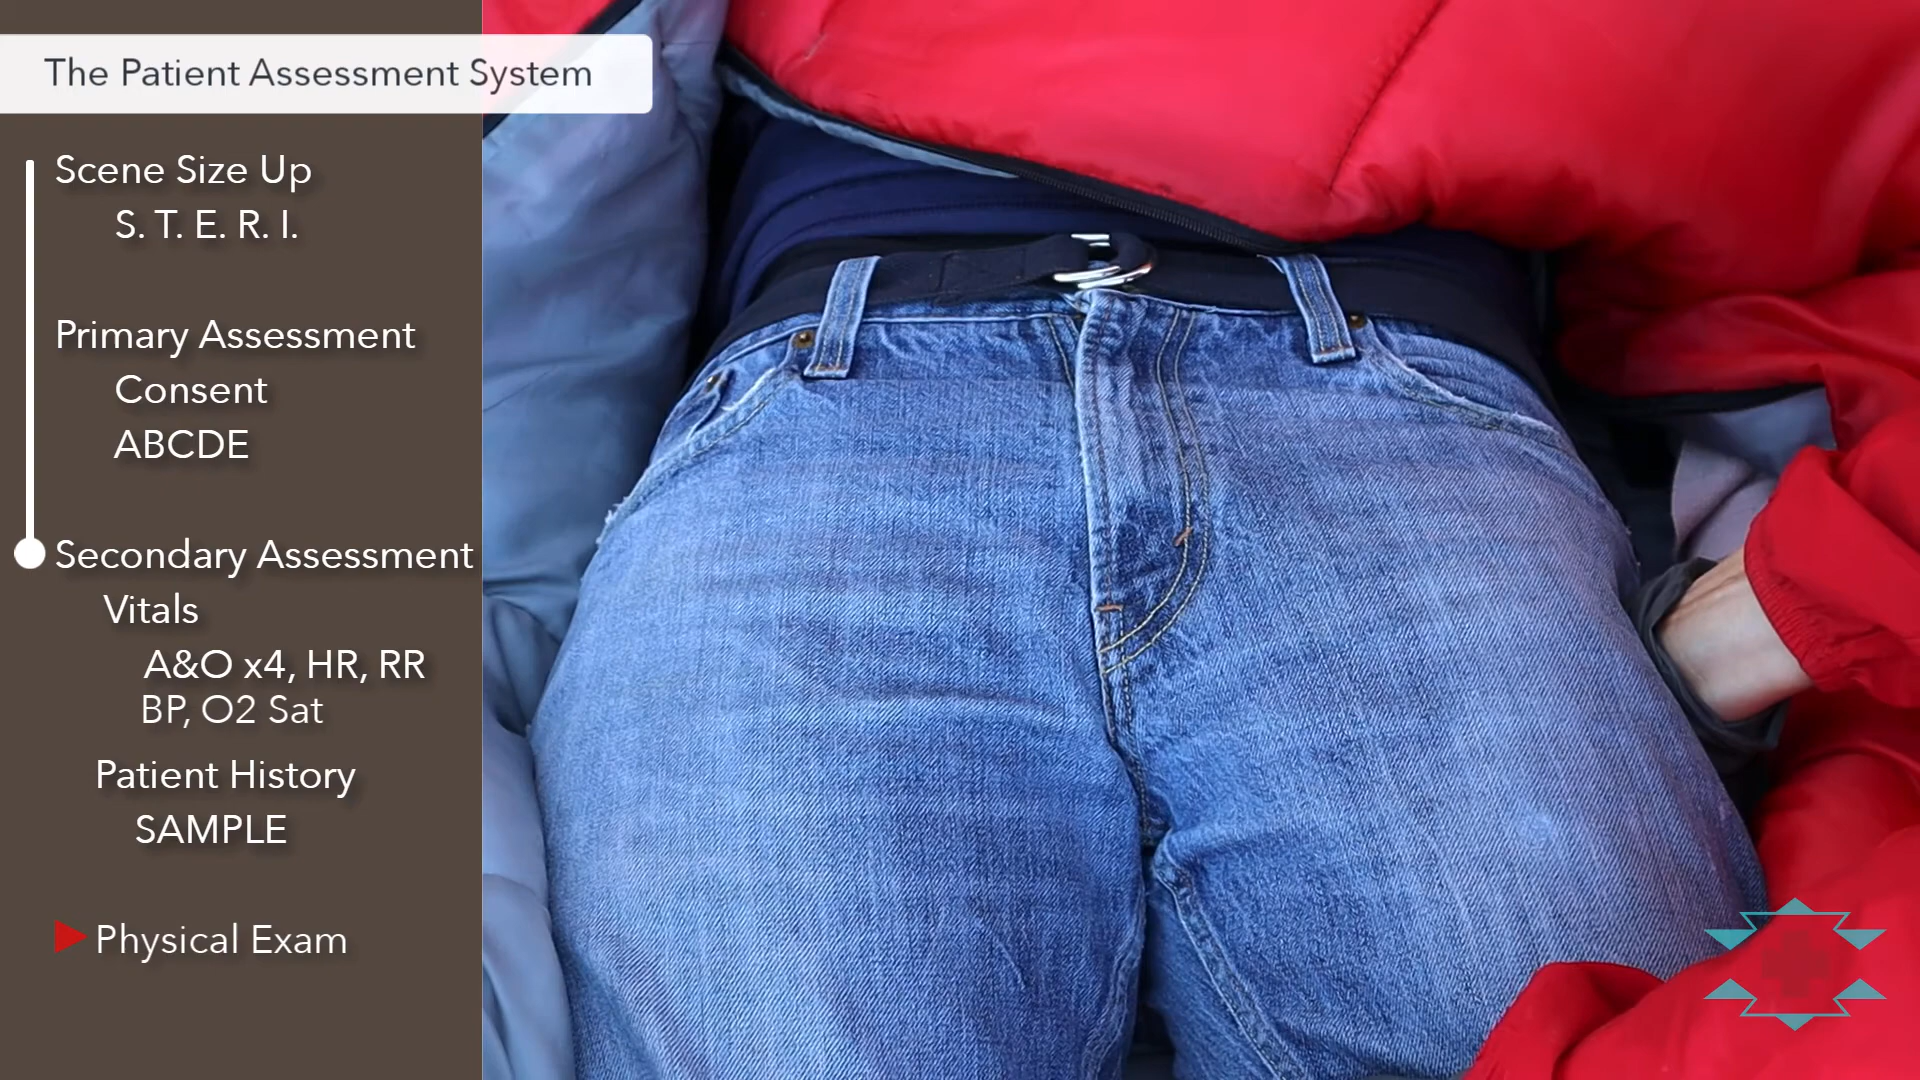 The Patient Assessment System
Scene Size Up
S. T. E. R. I.
Primary Assessment
Consent
ABCDE
Secondary Assessment
Vitals
A&O x4, HR, RR
BP, O2 Sat
Patient History
SAMPLE
Physical Exam